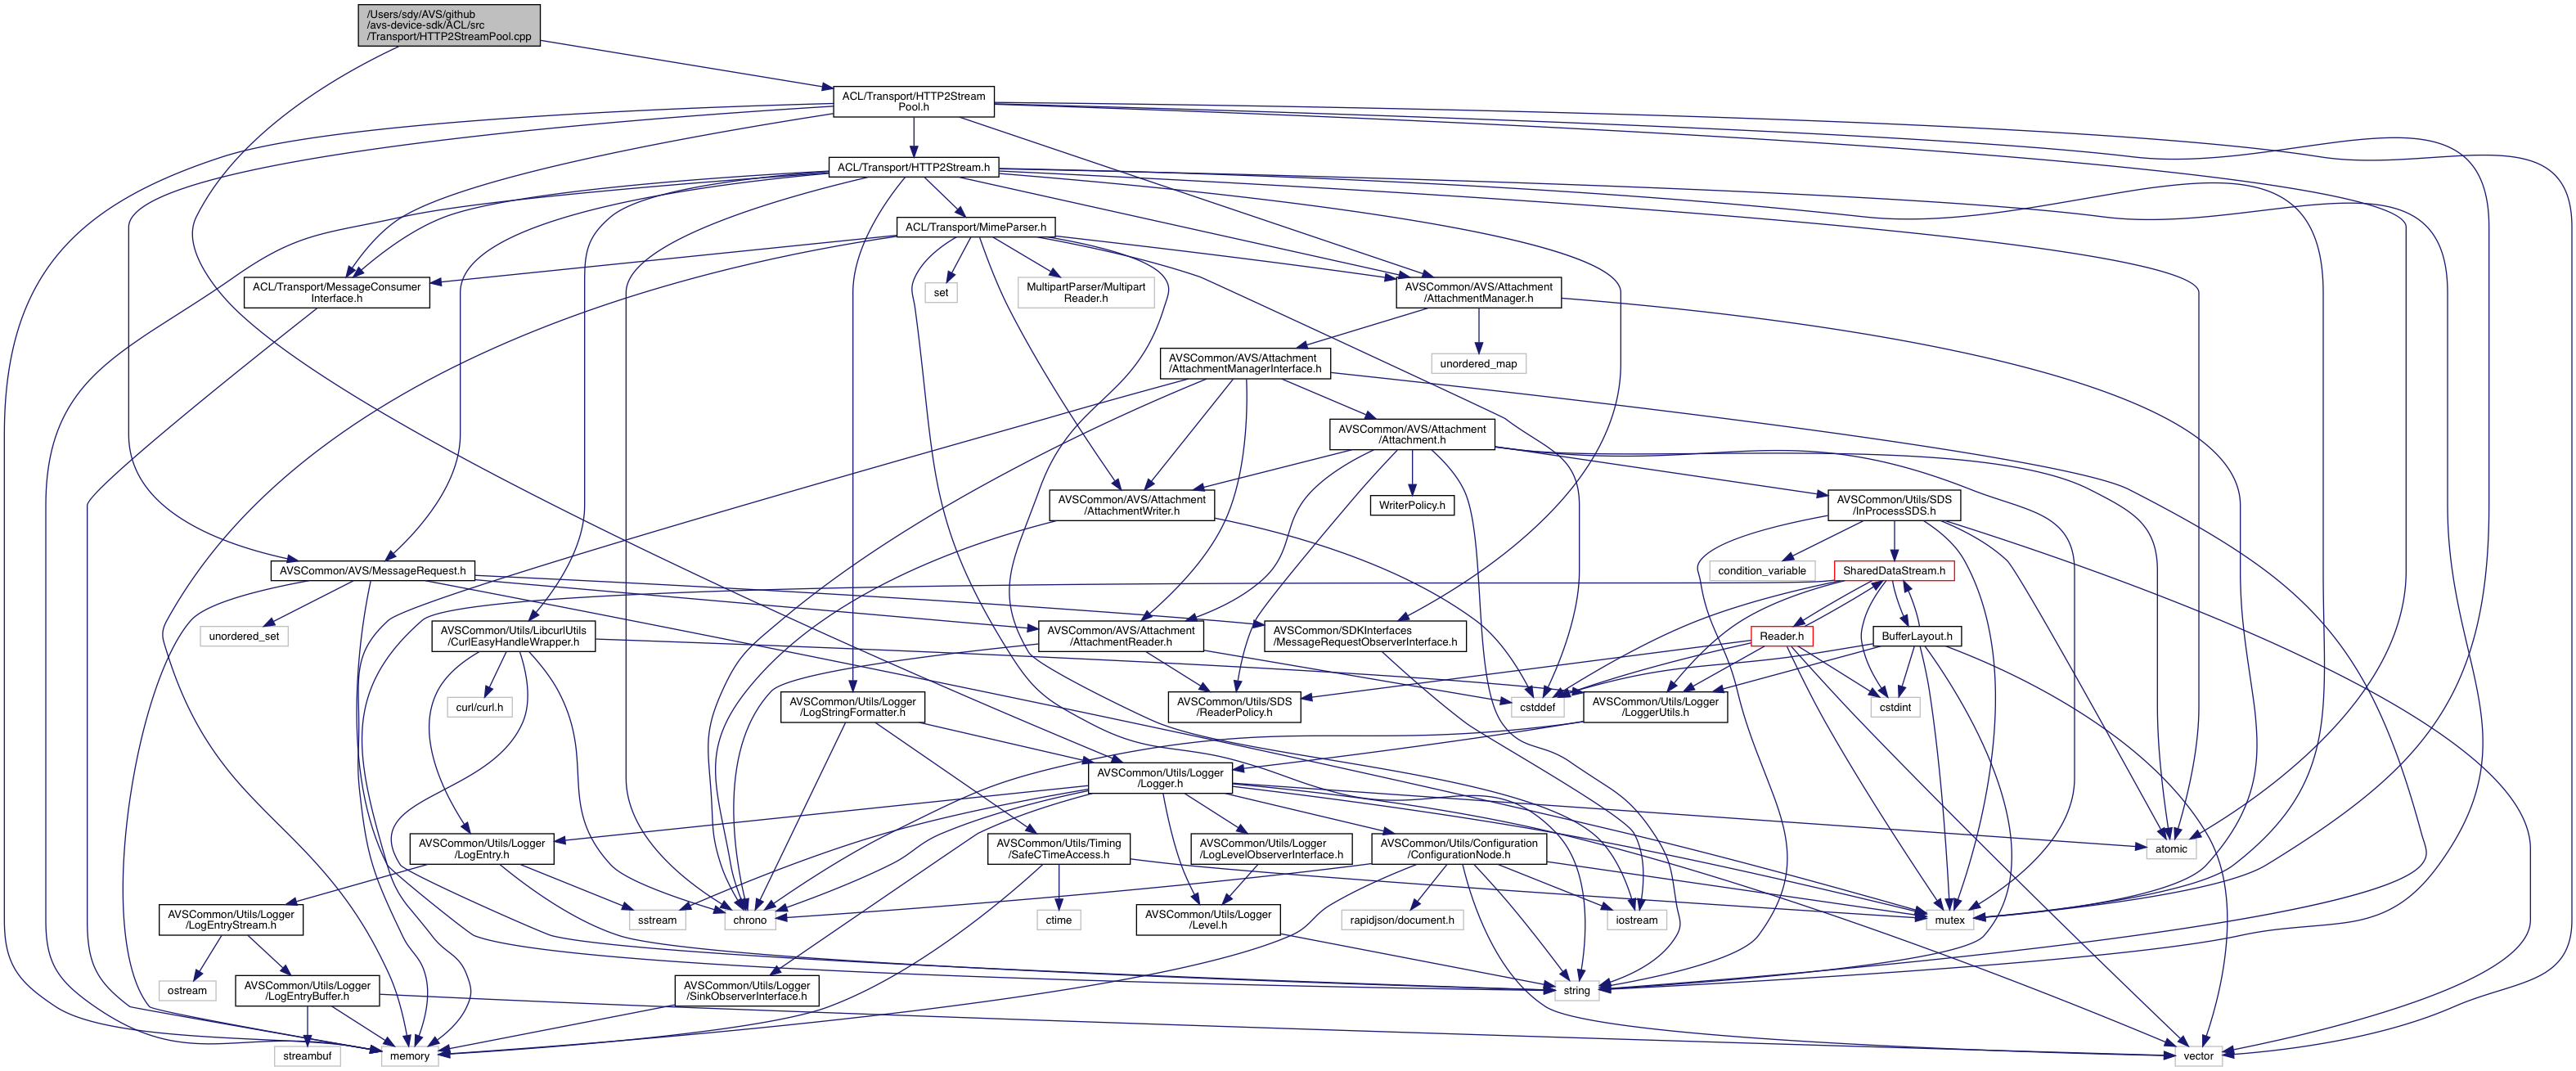 /Users/sdy/AVS/github
/avs-device-sdk/ACL/src
/Transport/HTTP2StreamPool.cpp
ACL/Transport/HTTP2Stream
Pool.h
ACL/Transport/HTTP2Stream.h
ACL/Transport/MimeParser.h
ACL/Transport/MessageConsumer
Interface.h
set
MultipartParser/Multipart
Reader.h
AVSCommon/AVS/Attachment
/AttachmentManager.h
AVSCommon/AVS/Attachment
/AttachmentManagerInterface.h
unordered_map
AVSCommon/AVS/Attachment
/Attachment.h
AVSCommon/AVS/Attachment
/AttachmentWriter.h
WriterPolicy.h
AVSCommon/Utils/SDS
/InProcessSDS.h
AVSCommon/AVS/MessageRequest.h
condition_variable
SharedDataStream.h
unordered_set
AVSCommon/Utils/LibcurlUtils
/CurlEasyHandleWrapper.h
AVSCommon/AVS/Attachment
/AttachmentReader.h
AVSCommon/SDKInterfaces
/MessageRequestObserverInterface.h
Reader.h
BufferLayout.h
curl/curl.h
AVSCommon/Utils/Logger
/LogStringFormatter.h
AVSCommon/Utils/SDS
/ReaderPolicy.h
cstddef
AVSCommon/Utils/Logger
/LoggerUtils.h
cstdint
AVSCommon/Utils/Logger
/Logger.h
AVSCommon/Utils/Logger
/LogEntry.h
AVSCommon/Utils/Timing
/SafeCTimeAccess.h
AVSCommon/Utils/Logger
/LogLevelObserverInterface.h
AVSCommon/Utils/Configuration
/ConfigurationNode.h
atomic
AVSCommon/Utils/Logger
/LogEntryStream.h
sstream
chrono
ctime
AVSCommon/Utils/Logger
/Level.h
rapidjson/document.h
iostream
mutex
ostream
AVSCommon/Utils/Logger
/LogEntryBuffer.h
AVSCommon/Utils/Logger
/SinkObserverInterface.h
string
streambuf
memory
vector